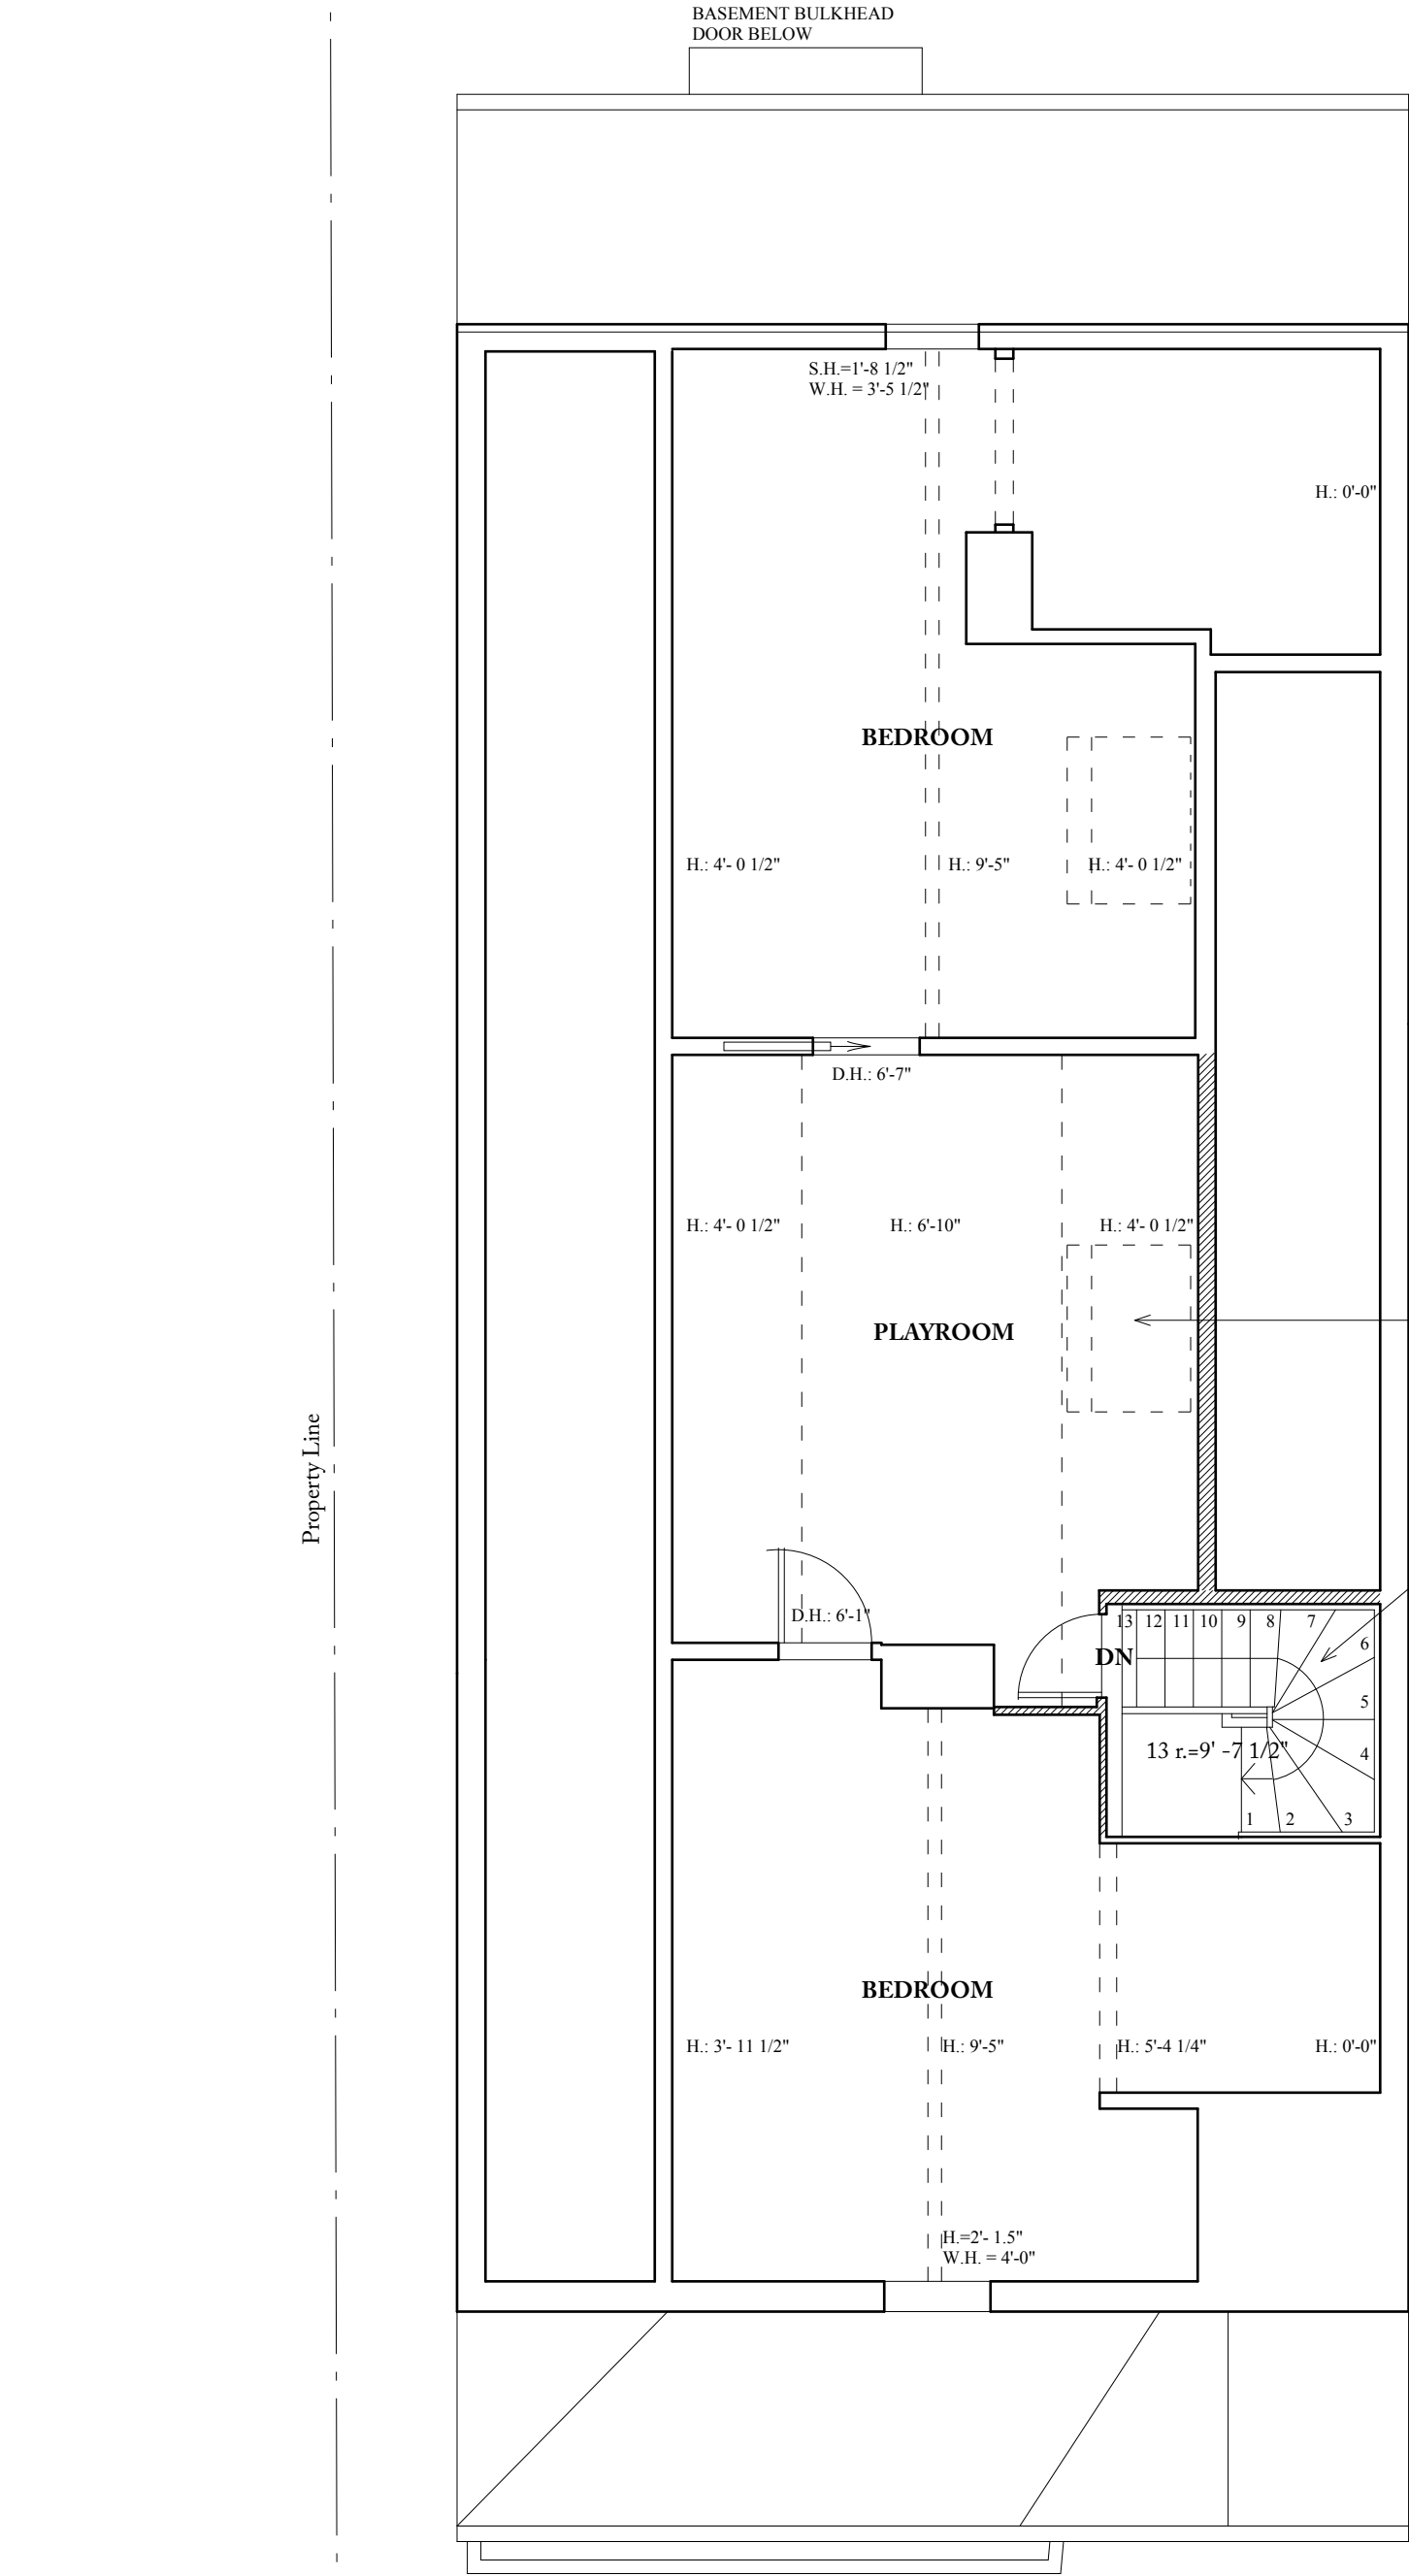 BASEMENT BULKHEAD
DOOR BELOW
S.H.=1'-8 1/2"
W.H. = 3'-5 1/2"
H.: 0'-0"
BEDROOM
H.: 4'- 0 1/2"
H.: 9'-5"
H.: 4'- 0 1/2"
D.H.: 6'-7"
H.: 4'- 0 1/2"
H.: 6'-10"
H.: 4'- 0 1/2"
PLAYROOM
Property Line
D.H.: 6'-1"
13 12 11 10 9 8 7
6
DN
5
13 r.=9' -7 1/2"
4
1 2 3
BEDROOM
H.: 3'- 11 1/2"
H.: 9'-5"
H.: 5'-4 1/4"
H.: 0'-0"
H.=2'- 1.5"
W.H. = 4'-0"